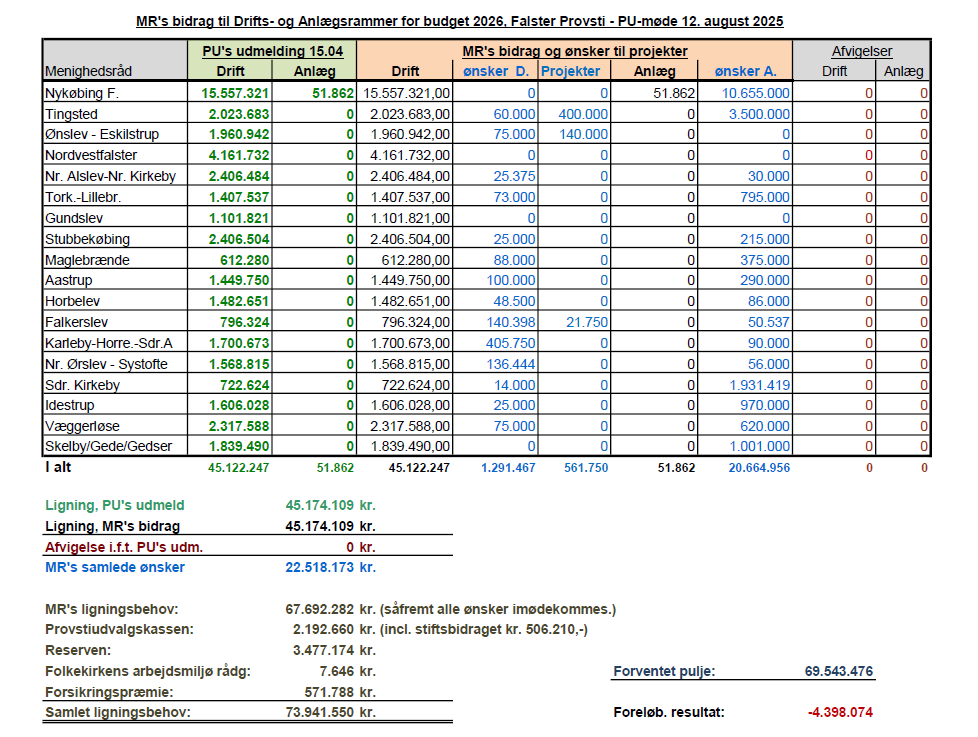 MR's bidrag til Drifts- og Anlægsrammer for budget 2026, Falster Provsti - PU-møde 12. august 2025
PU's udmelding 15.04 MR's bidrag og ønsker til projekter Afvigelser
Menighedsråd Drift Anlæg Drift ønsker D. Projekter Anlæg ønsker A. Drift Anlæg
Nykøbing F. 15.557.321 51.862 15.557.321,00 0 0 51.862 10.655.000 0 0
Tingsted 2.023.683 0 2.023.683,00 60.000 400.000 0 3.500.000 0 0
Ønslev - Eskilstrup 1.960.942 0 1.960.942,00 75.000 140.000 0 0 0 0
Nordvestfalster 4.161.732 0 4.161.732,00 0 0 0 0 0 0
Nr. Alslev-Nr. Kirkeby 2.406.484 0 2.406.484,00 25.375 0 0 30.000 0 0
Tork.-Lillebr. 1.407.537 0 1.407.537,00 73.000 0 0 795.000 0 0
Gundslev 1.101.821 0 1.101.821,00 0 0 0 0 0 0
Stubbekøbing 2.406.504 0 2.406.504,00 25.000 0 0 215.000 0 0
Maglebrænde 612.280 0 612.280,00 88.000 0 0 375.000 0 0
Aastrup 1.449.750 0 1.449.750,00 100.000 0 0 290.000 0 0
Horbelev 1.482.651 0 1.482.651,00 48.500 0 0 86.000 0 0
Falkerslev 796.324 0 796.324,00 140.398 21.750 0 50.537 0 0
Karleby-Horre.-Sdr.A 1.700.673 0 1.700.673,00 405.750 0 0 90.000 0 0
Nr. Ørslev - Systofte 1.568.815 0 1.568.815,00 136.444 0 0 56.000 0 0
Sdr. Kirkeby 722.624 0 722.624,00 14.000 0 0 1.931.419 0 0
Idestrup 1.606.028 0 1.606.028,00 25.000 0 0 970.000 0 0
Væggerløse 2.317.588 0 2.317.588,00 75.000 0 0 620.000 0 0
Skelby/Gede/Gedser 1.839.490 0 1.839.490,00 0 0 0 1.001.000 0 0
I alt 45.122.247 51.862 45.122.247 1.291.467 561.750 51.862 20.664.956 0 0
Ligning, PU's udmeld 45.174.109 kr.
Ligning, MR's bidrag 45.174.109 kr.
Afvigelse i.f.t. PU's udm. 0 kr.
MR's samlede ønsker 22.518.173 kr.
MR's ligningsbehov: 67.692.282 kr. (såfremt alle ønsker imødekommes.)
Provstiudvalgskassen: 2.192.660 kr. (incl. stiftsbidraget kr. 506.210,-)
Reserven: 3.477.174 kr.
Folkekirkens arbejdsmiljø rådg: 7.646 kr. Forventet pulje: 69.543.476
Forsikringspræmie: 571.788 kr.
Samlet ligningsbehov: 73.941.550 kr. Foreløb. resultat: -4.398.074